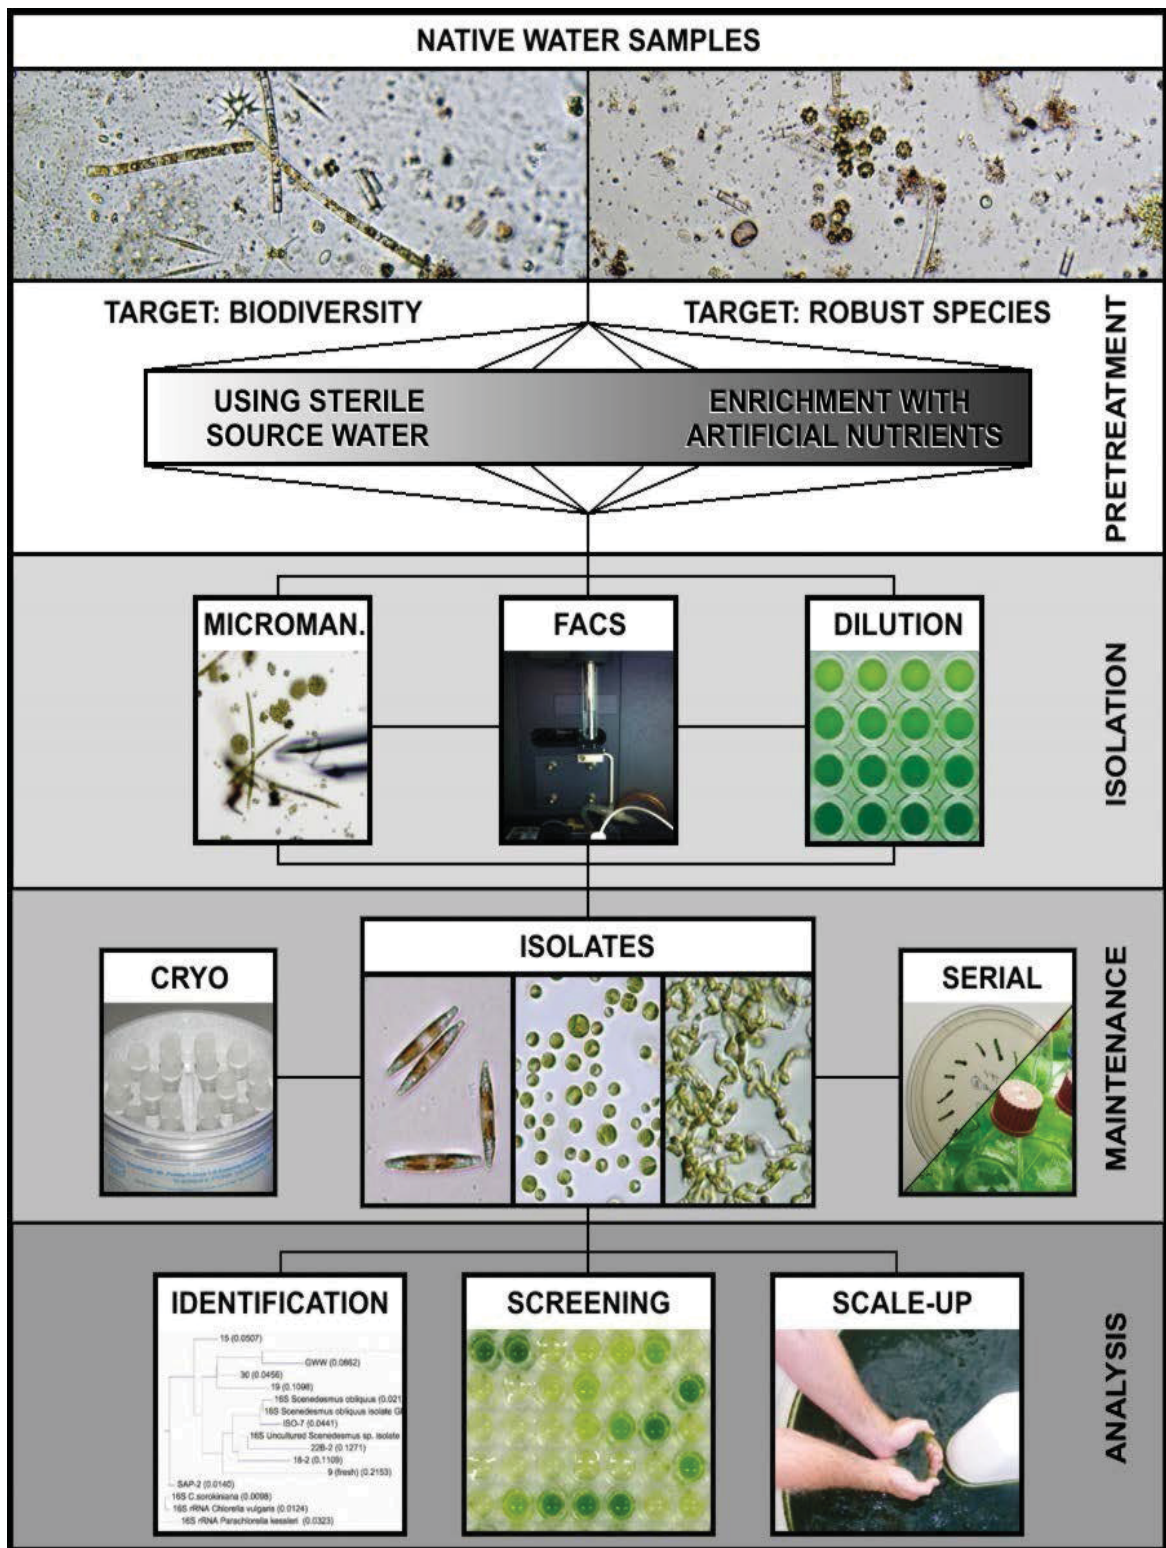 NATIVE WATER SAMPLES
TARGET: BIODIVERSITY
TARGET: ROBUST SPECIES
USING STERILE
SOURCE WATER
ENRICHMENT WITH
ARTIFICIAL NUTRIENTS
PRETREATMENT
MICROMAN.
FACS
DILUTION
ISOLATION
ISOLATES
CRYO
SERIAL
MAINTENANCE
IDENTIFICATION
15 (0.0507)
GWW (0.0862)
30 (0.0456)
19 (0.1098)
16S Scenedesmus obliquus (0.021
16S Scenedesmus obliquus isolate G
ISO-7 (0.0441)
16S Uncultured Scenedesmus sp. isolate
22B-2 (0.1271)
18-2 (0.1109)
9 (fresh) (0.2153)
SAP-2 (0.0140)
16S C.sorokiniana (0.0098)
16S rRNA Chlorella vulgaris (0.0124)
16S rRNA Parachlorella kessleri (0.0323)
SCREENING
SCALE-UP
ANALYSIS